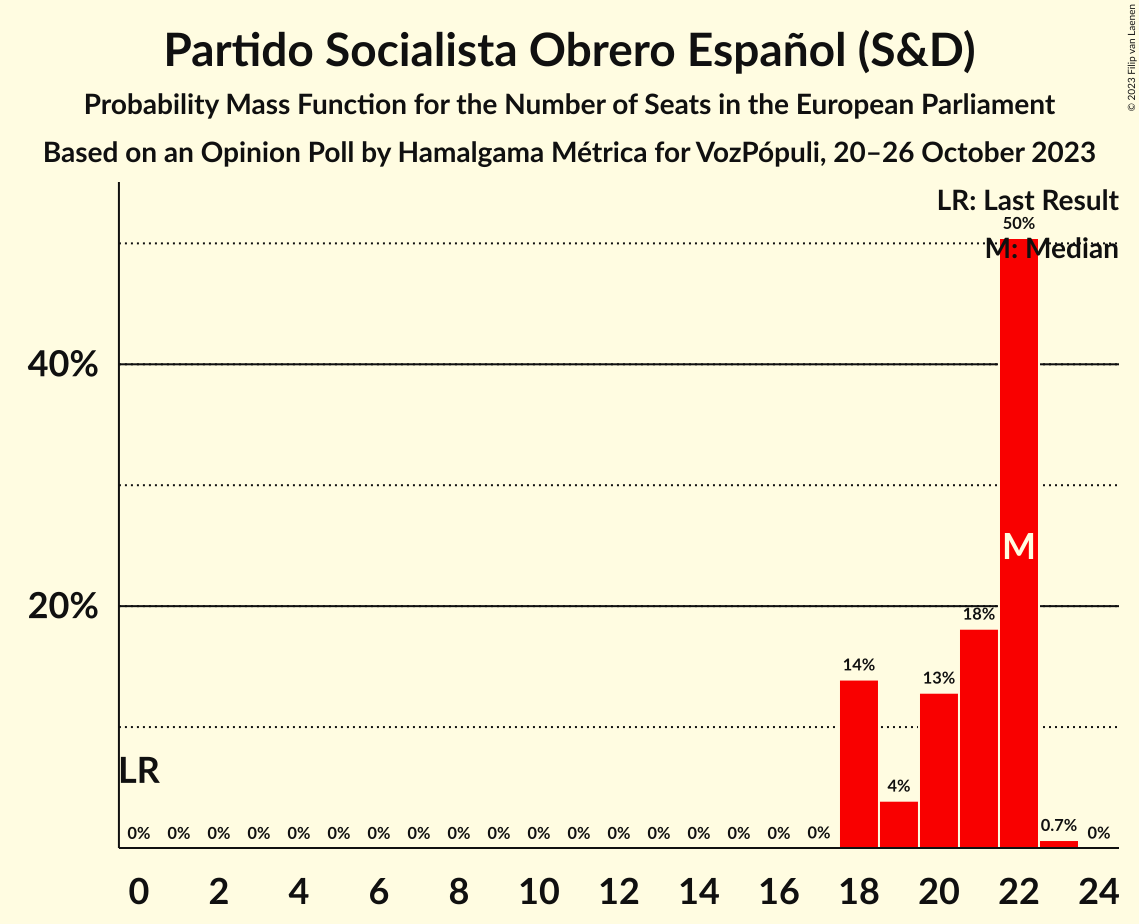 Partido Socialista Obrero Español (S&D)
Probability Mass Function for the Number of Seats in the European Parliament
Based on an Opinion Poll by Hamalgama Métrica for VozPópuli, 20–26 October 2023
© 2023 Filip van Laenen
LR: Last Result
50%
M: Median
40%
M
20%
18%
14%
13%
LR
4%
0% 0% 0% 0% 0% 0% 0% 0% 0% 0% 0% 0% 0% 0% 0% 0% 0% 0% 0.7% 0%
0 2 4 6 8 10 12 14 16 18 20 22 24